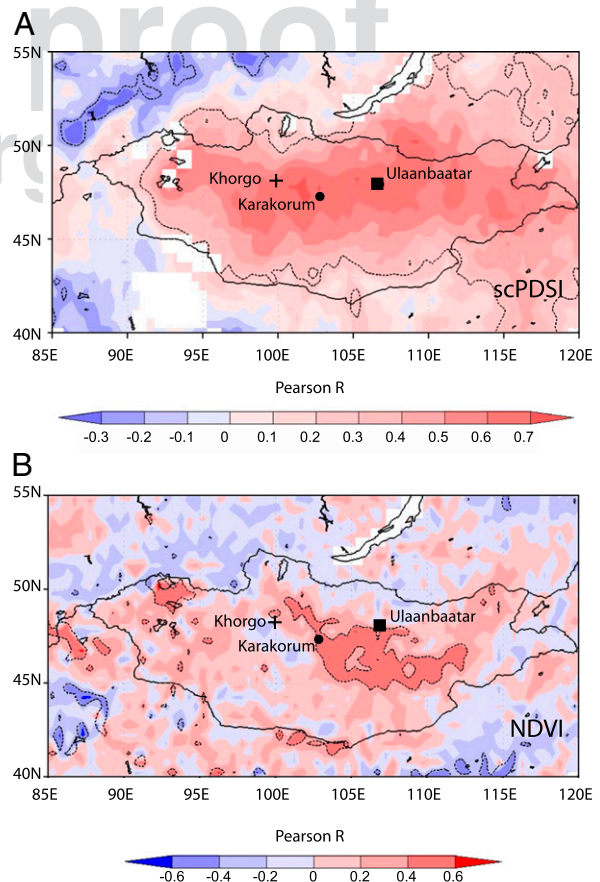 proof
A
55N
50N
45N
40N
Khorgo
Ulaanbaatar
Karakorum
scPDSI
85E 90E 95E 100E 105E 110E 115E 120E
Pearson R
-0.3 -0.2 -0.1 0 0.1 0.2 0.3 0.4 0.5 0.6 0.7
B
55N
50N
45N
40N
Khorgo
Ulaanbaatar
Karakorum
NDVI
85E 90E 95E 100E 105E 110E 115E 120E
Pearson R
-0.6 -0.4 -0.2 0 0.2 0.4 0.6